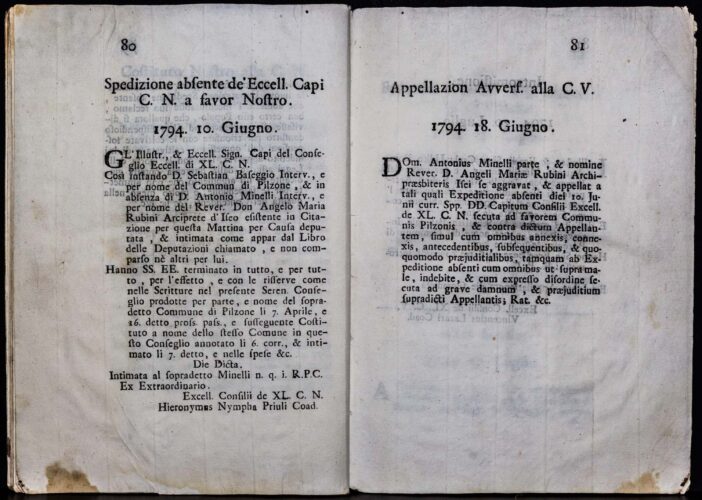 80
Spedizione absente de' Eccell. Capi
C. N. a favor Nostro.
1794. 10. Giugno.
GL'Illustr., & Eccell. Sign. Capi del Conse-
glio Eccell. di XL. C. N.
Così instando D. Sebastian Baseggio Interv., e
per nome del Commun di Pilzone, & in
absenza di D. Antonio Minelli Interv., e
per nome del Rever. Don Angelo Maria
Rubini Arciprete d'Iseo esistente in Cita-
zione per questa Mattina per Causa depu-
rata, & intimata come appar dal Libro
delle Deputazioni chiamato, e non com-
parso nè altri per lui.
Hanno SS. EE. terminato in tutto, e per tut-
to, per l'effetto, e con le risserve come
nelle Scritture nel presente Seren. Conse-
glio prodotte per parte, e nome del sopra-
detto Commune di Pilzone li 7. Aprile, e
26. detto pros. pass., e susseguente Costi-
tuto a nome dello stesso Comune in que-
sto Conseglio annotato li 6. corr., & inti-
mato li 7. detto, e nelle spese &c.
Die Dicta.
Intimata al sopradetto Minelli n. q. i. R.P.C.
Ex Extraordinario.
Excell. Consilii de XL. C. N.
Hieronymus Nympha Priuli Coad.
81
Appellazion Avvers. alla C. V.
1794. 18. Giugno.
DOm. Antonius Minelli parte, & nomine
Rever. D. Angeli Mariæ Rubini Archi-
præsbiteris Isei se aggravat, & appellat a
tali quali Expeditione absenti diei 10. Ju-
nii curr. Spp. DD. Capitum Consilii Excell.
de XL. C. N. secuta ad favorem Commu-
nis Pilzonis, & contra dictum Appellan-
tem, simul cum omnibus annexis, conne-
xis, antecedentibus, subsequentibus, & quo-
quomodo præjuditialibus, tamquam ab Ex-
peditione absenti cum omnibus ut supra ma-
le, indebite, & cum expresso disordine se-
cuta ad grave damnum, & præjuditium
supradicti Appellantis; Rat. &c.